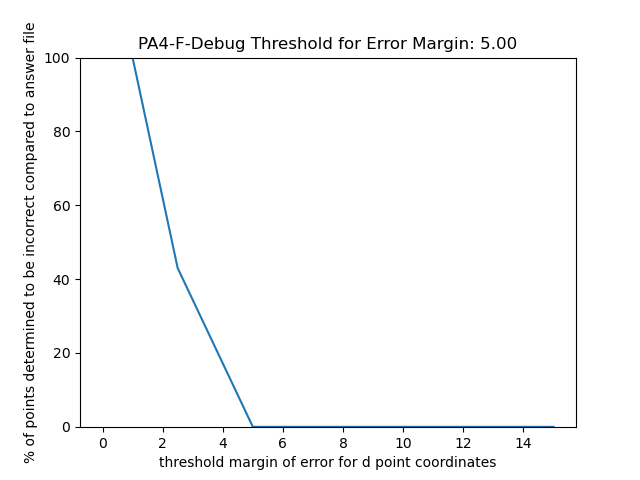 PA4-F-Debug Threshold for Error Margin: 5.00
% of points determined to be incorrect compared to answer file
100
80
60
40
20
0
0 2 4 6 8 10 12 14
threshold margin of error for d point coordinates